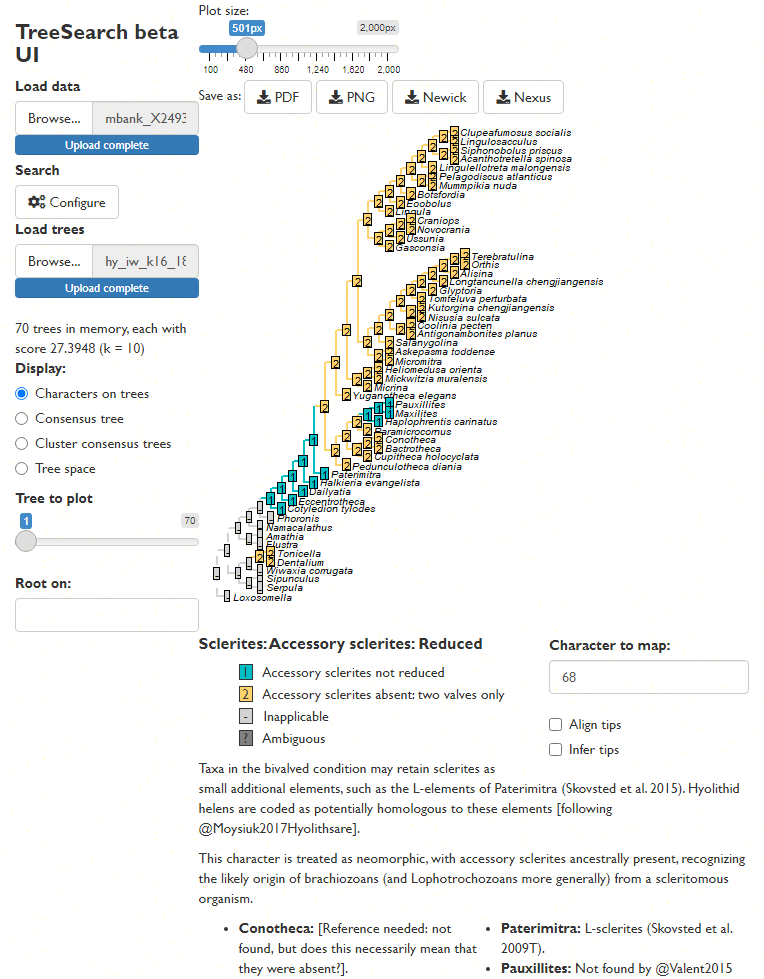 TreeSearch beta
UI
Load data
Browse... mbank_X2493
Upload complete
Search
Configure
Load trees
Browse... hy_iw_k16_18
Upload complete
70 trees in memory, each with
score 27.3948 (k = 10)
Display:
Characters on trees
Consensus tree
Cluster consensus trees
Tree space
Tree to plot
1 70
Root on:
Plot size:
501px 2,000px
100 480 860 1,240 1,620 2,000
Save as: PDF PNG Newick Nexus
Clupeafumosus socialis
Lingulosacculus
Siphonobolus priscus
Acanthotretella spinosa
Lingulellotreta malongensis
Pelagodiscus atlanticus
Mummpikia nuda
Botsfordia
Eoobolus
Lingula
Craniops
Novocrania
Ussunia
Gasconsia
Terebratulina
Orthis
Alisina
Longtancunella chengjiangensis
Glyptoria
Tomteluva perturbata
Kutorgina chengjiangensis
Nisusia sulcata
Coolinia pecten
Antigonambonites planus
Salanygolina
Askepasma toddense
Micromitra
Heliomedusa orienta
Mickwitzia muralensis
Micrina
Yuganotheca elegans
Pauxillites
Maxilites
Haplophrentis carinatus
Paramicrocornus
Conotheca
Bactrotheca
Cupitheca holocyclata
Pedunculotheca diania
Paterimitra
Halkieria evangelista
Dailyatia
Eccentrotheca
Cotyledion tylodes
Phoronis
Namacalathus
Amathia
Flustra
Tonicella
Dentalium
Wiwaxia corrugata
Sipunculus
Serpula
Loxosomella
Sclerites: Accessory sclerites: Reduced
1 Accessory sclerites not reduced
2 Accessory sclerites absent: two valves only
- Inapplicable
? Ambiguous
Character to map:
68
Align tips
Infer tips
Taxa in the bivalved condition may retain sclerites as
small additional elements, such as the L-elements of Paterimitra (Skovsted et al. 2015). Hyolithid
helens are coded as potentially homologous to these elements [following
@Moysiuk2017Hyolithsare].
This character is treated as neomorphic, with accessory sclerites ancestrally present, recognizing
the likely origin of brachiozoans (and Lophotrochozoans more generally) from a scleritomous
organism.
• Conotheca: [Reference needed: not
found, but does this necessarily mean that
they were absent?].
• Paterimitra: L-sclerites (Skovsted et al.
2009T).
• Pauxillites: Not found by @Valent2015